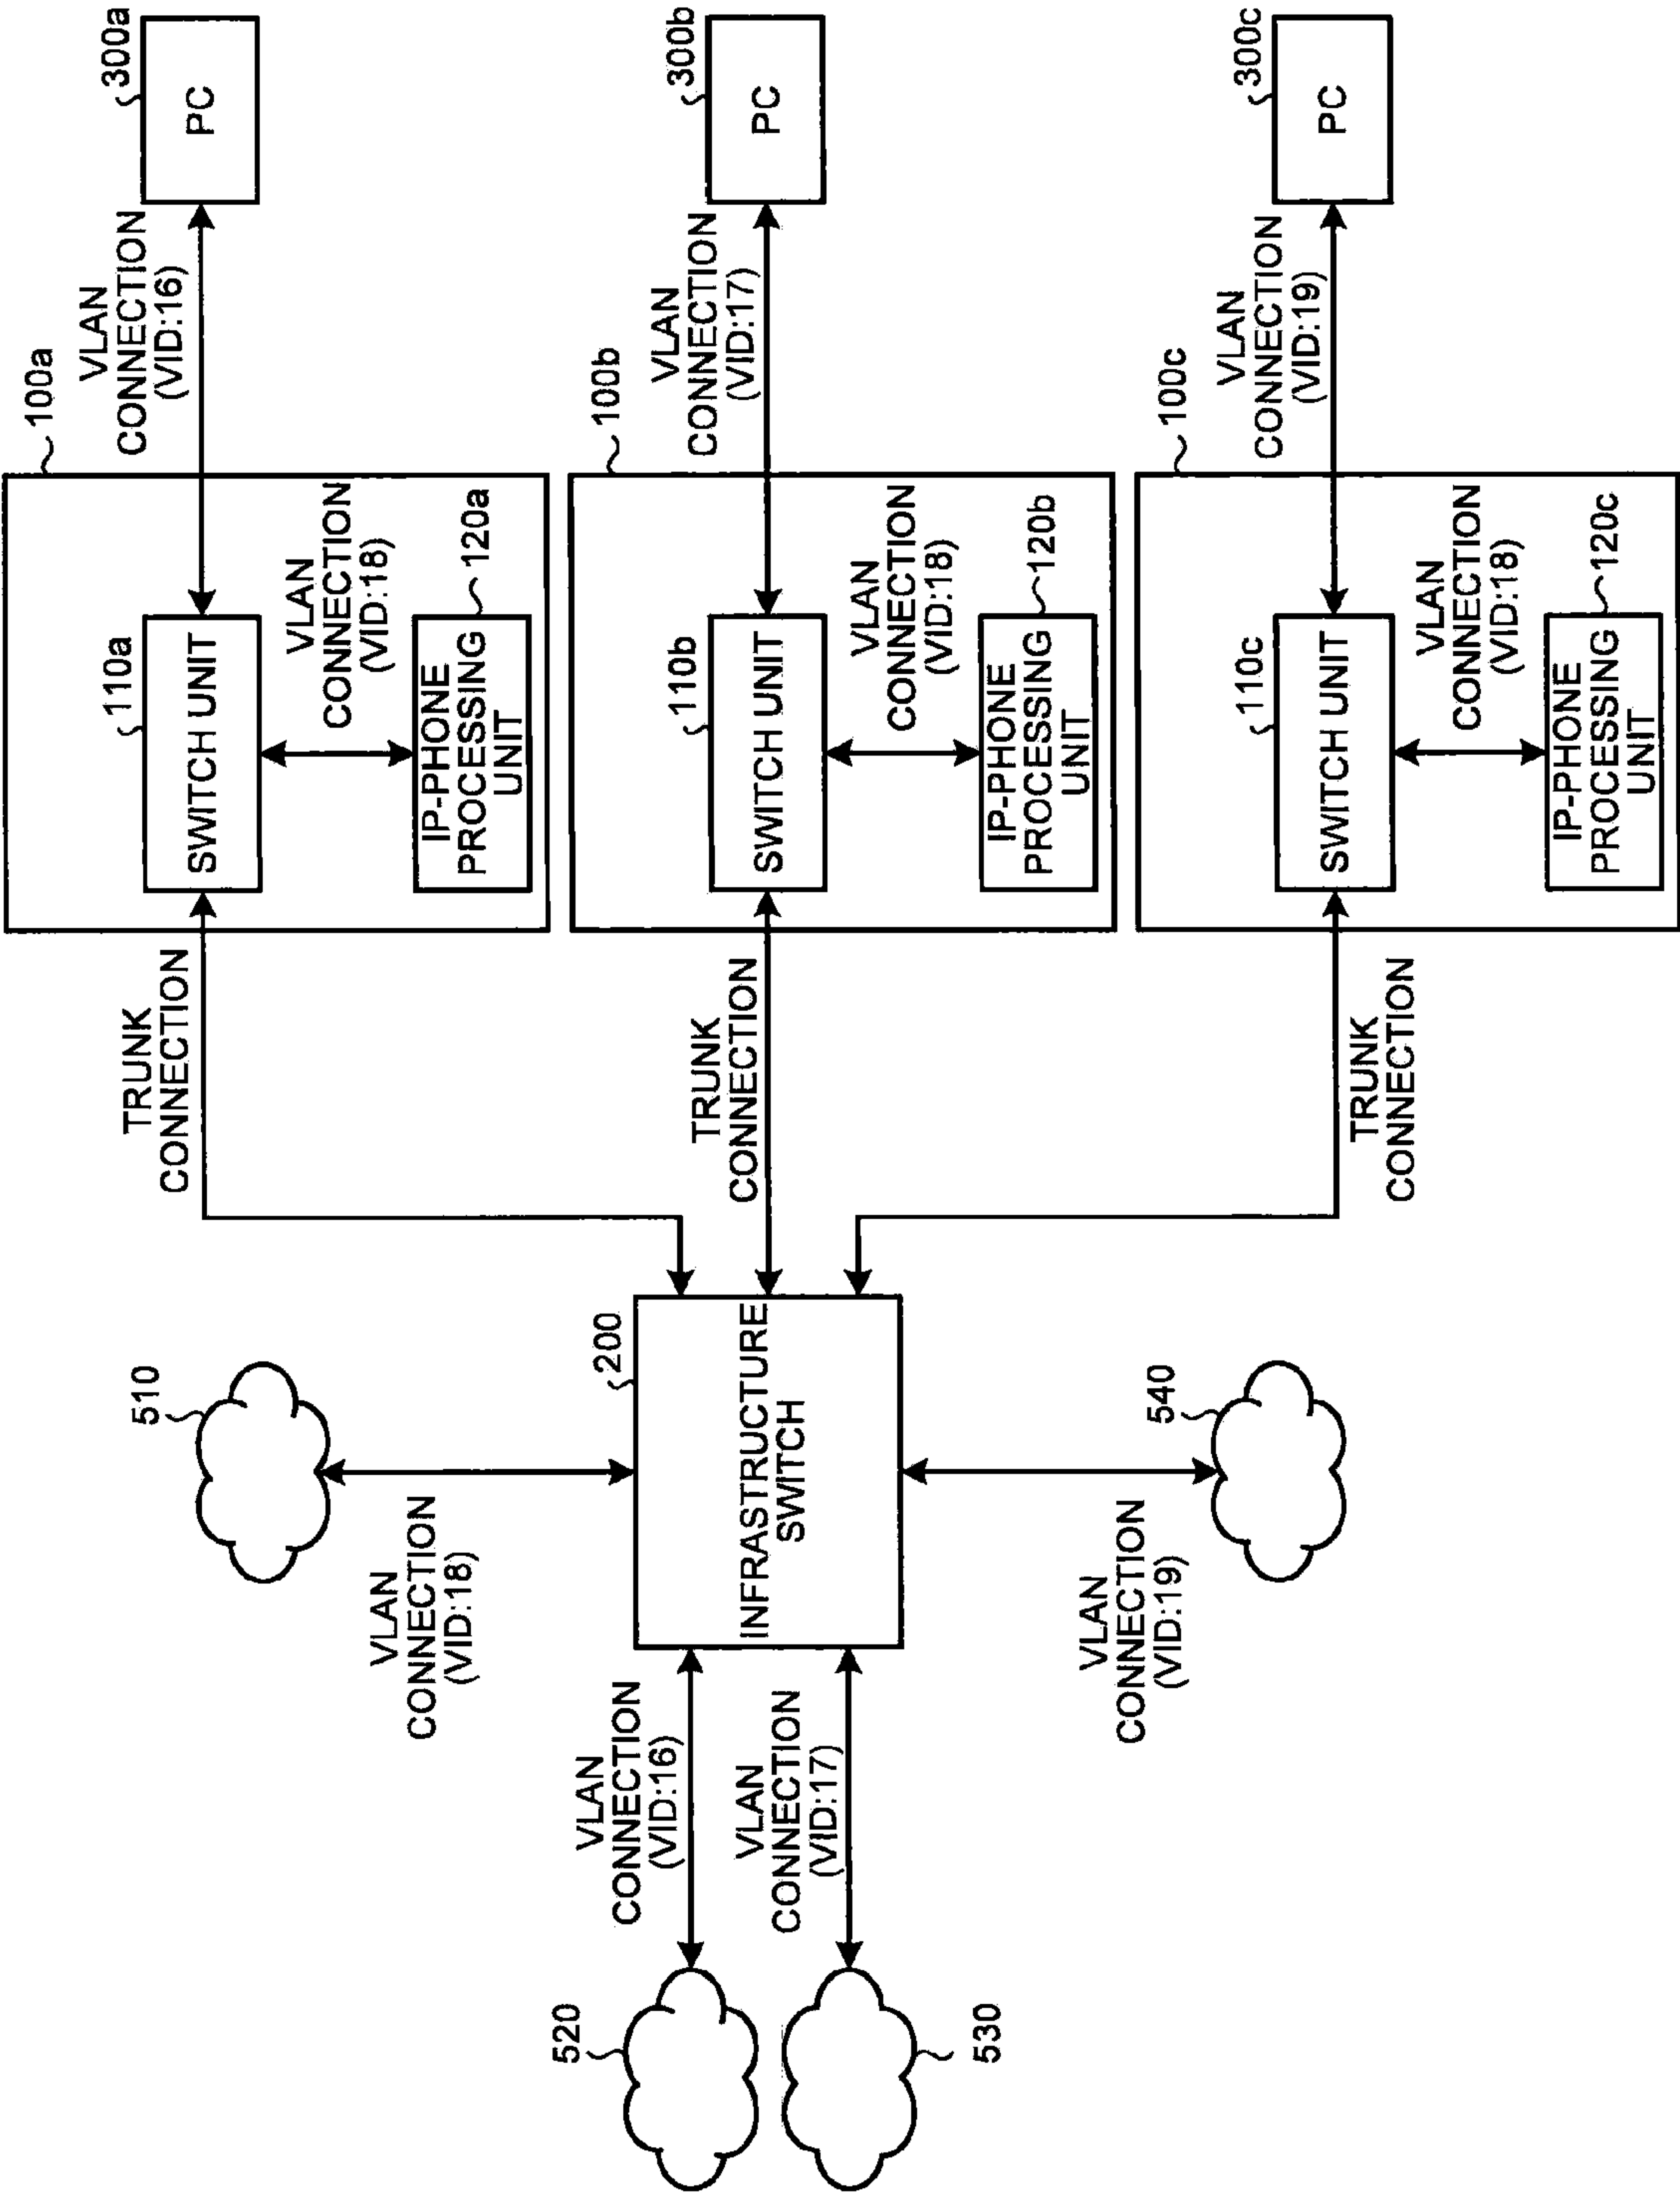 300a
PC
VLAN
CONNECTION
(VID:16)
100a
110a
SWITCH UNIT
VLAN
CONNECTION
(VID:18)
120a
IP-PHONE
PROCESSING
UNIT
TRUNK
CONNECTION
300b
PC
VLAN
CONNECTION
(VID:17)
100b
110b
SWITCH UNIT
VLAN
CONNECTION
(VID:18)
120b
IP-PHONE
PROCESSING
UNIT
TRUNK
CONNECTION
300c
PC
VLAN
CONNECTION
(VID:19)
100c
110c
SWITCH UNIT
VLAN
CONNECTION
(VID:18)
120c
IP-PHONE
PROCESSING
UNIT
TRUNK
CONNECTION
200
INFRASTRUCTURE
SWITCH
510
VLAN
CONNECTION
(VID:18)
520
VLAN
CONNECTION
(VID:16)
530
VLAN
CONNECTION
(VID:17)
540
VLAN
CONNECTION
(VID:19)